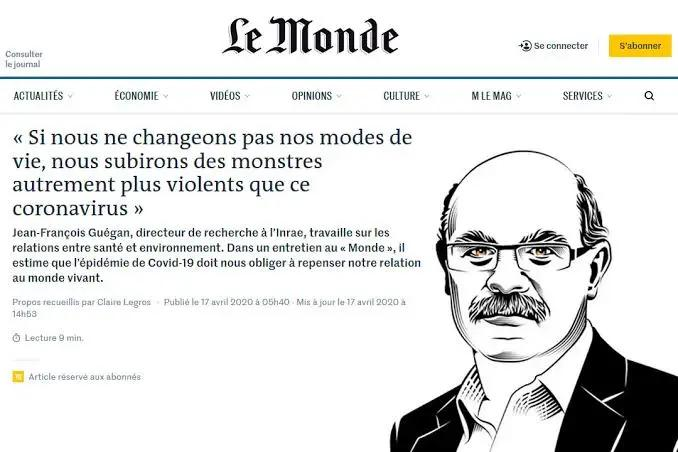 Le Monde
Consulter
le journal
Se connecter
S'abonner
ACTUALITÉS
ÉCONOMIE
VIDÉOS
OPINIONS
CULTURE
M LE MAG
SERVICES
« Si nous ne changeons pas nos modes de
vie, nous subirons des monstres
autrement plus violents que ce
coronavirus »
Jean-François Guégan, directeur de recherche à l'Inrae, travaille sur les
relations entre santé et environnement. Dans un entretien au « Monde », il
estime que l'épidémie de Covid-19 doit nous obliger à repenser notre relation
au monde vivant.
Propos recueillis par Claire Legros · Publié le 17 avril 2020 à 05h40 · Mis à jour le 17 avril 2020 à
14h53
Lecture 9 min.
Article réservé aux abonnés